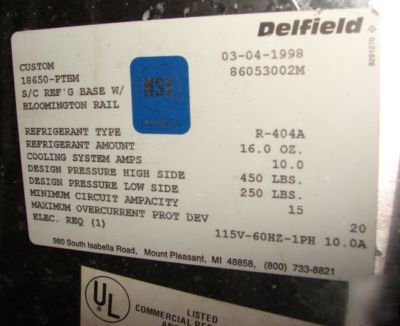 Delfield
CUSTOM 03-04-1998
18650-PTBM 86053002M
S/C REF'G BASE W/
BLOOMINGTON RAIL
NSF
9291270
REFRIGERANT TYPE R-404A
REFRIGERANT AMOUNT 16.0 OZ.
COOLING SYSTEM AMPS 10.0
DESIGN PRESSURE HIGH SIDE 450 LBS.
DESIGN PRESSURE LOW SIDE 250 LBS.
MINIMUM CIRCUIT AMPACITY 15
MAXIMUM OVERCURRENT PROT DEV 20
ELEC. REQ (1) 115V-60HZ-1PH 10.0A
980 South Isabella Road, Mount Pleasant, MI 48858, (800) 733-8821
UL
LISTED
COMMERCIAL